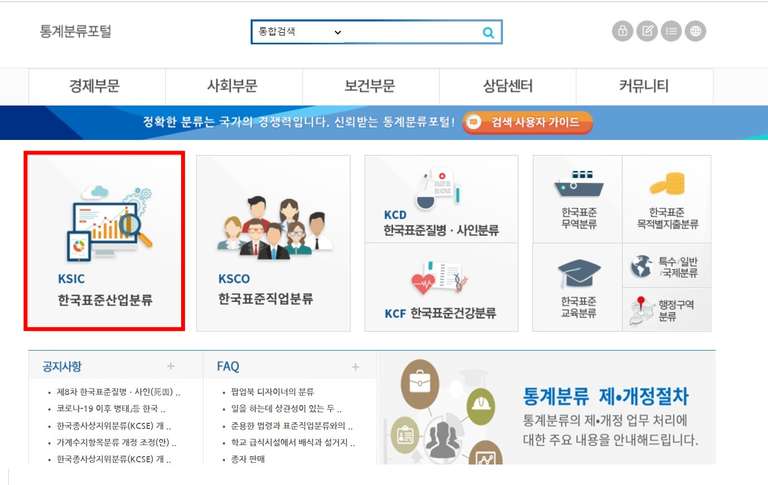 통계분류포털
통합검색
경제부문 사회부문 보건부문 상담센터 커뮤니티
정확한 분류는 국가의 경쟁력입니다. 신뢰받는 통계분류포털! 검색 사용자 가이드
KSIC
한국표준산업분류
KSCO
한국표준직업분류
KCD
한국표준질병·사인분류
KCF 한국표준건강분류
한국표준
무역분류
한국표준
목적별지출분류
한국표준
교육분류
특수/일반
/국제분류
행정구역
분류
공지사항
제8차 한국표준질병·사인(死因) ..
코로나-19 이후 병태, 등 한국 ..
한국종사상지위분류(KCSE) 개 ..
가계수지항목분류 개정 조정(안) ..
한국종사상지위분류(KCSE) 개 ..
FAQ
팝업북 디자이너의 분류
일을 하는데 상관성이 있는 두 ..
준용한 법령과 표준직업분류와의 ..
학교 급식시설에서 배식과 설거지 ..
종자 판매
통계분류 제•개정절차
통계분류의 제•개정 업무 처리에
대한 주요 내용을 안내해드립니다.